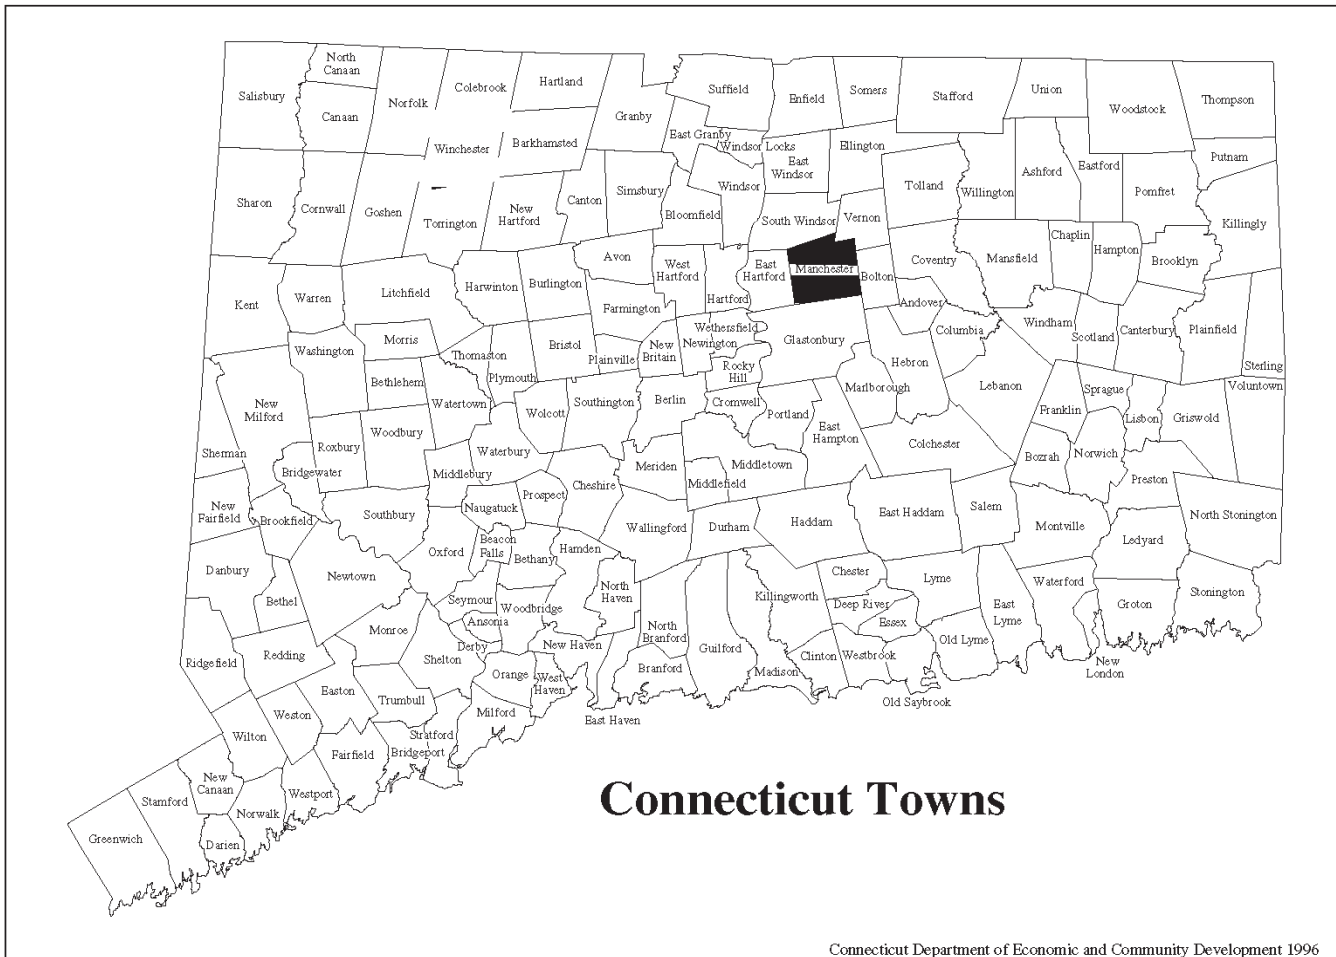 North
Canaan
Colebrook
Hartland
Salisbury
Norfolk
Canaan
Granby
Suffield
Enfield
Somers
Stafford
Union
Woodstock
Thompson
Winchester
Barkhamsted
East Granby
Windsor Locks
East
Windsor
Ellington
Putnam
Sharon
Cornwall
Goshen
Torrington
New
Hartford
Canton
Simsbury
Bloomfield
Windsor
South Windsor
Vernon
Tolland
Willington
Ashford
Eastford
Pomfret
Killingly
Kent
Warren
Litchfield
Harwinton
Burlington
Avon
West
Hartford
Hartford
East
Hartford
Manchester
Bolton
Coventry
Mansfield
Chaplin
Hampton
Brooklyn
Farmington
Andover
Washington
Morris
Thomaston
Plymouth
Bristol
Plainville
New
Britain
Newington
Wethersfield
Rocky
Hill
Glastonbury
Hebron
Columbia
Windham
Scotland
Canterbury
Plainfield
Sterling
Voluntown
New
Milford
Bethlehem
Watertown
Wolcott
Southington
Berlin
Cromwell
Portland
East
Hampton
Marlborough
Lebanon
Franklin
Sprague
Lisbon
Griswold
Sherman
Roxbury
Woodbury
Bridgewater
Waterbury
Middlebury
Cheshire
Meriden
Middlefield
Middletown
Colchester
Bozrah
Norwich
Preston
New
Fairfield
Brookfield
Southbury
Naugatuck
Prospect
Wallingford
Durham
Haddam
East Haddam
Salem
Montville
North Stonington
Ledyard
Danbury
Bethel
Newtown
Oxford
Beacon
Falls
Bethany
Hamden
North
Haven
Killingworth
Chester
Deep River
Essex
Lyme
East
Lyme
Waterford
Groton
Stonington
Seymour
Woodbridge
Ansonia
Derby
Monroe
Shelton
New Haven
North
Branford
Guilford
Madison
Clinton
Westbrook
Old Lyme
New
London
Ridgefield
Redding
Easton
Trumbull
Orange
West
Haven
Branford
East Haven
Old Saybrook
Weston
Wilton
Milford
Stratford
Bridgeport
Fairfield
New
Canaan
Stamford
Westport
Norwalk
Darien
Greenwich
Connecticut Towns
Connecticut Department of Economic and Community Development 1996